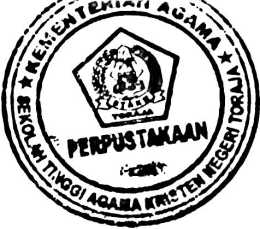 KEMENTERIAN AGAMA
PERPUSTAKAAN
SEKOLAH TINGGI AGAMA KRISTEN NEGERI TORAJA